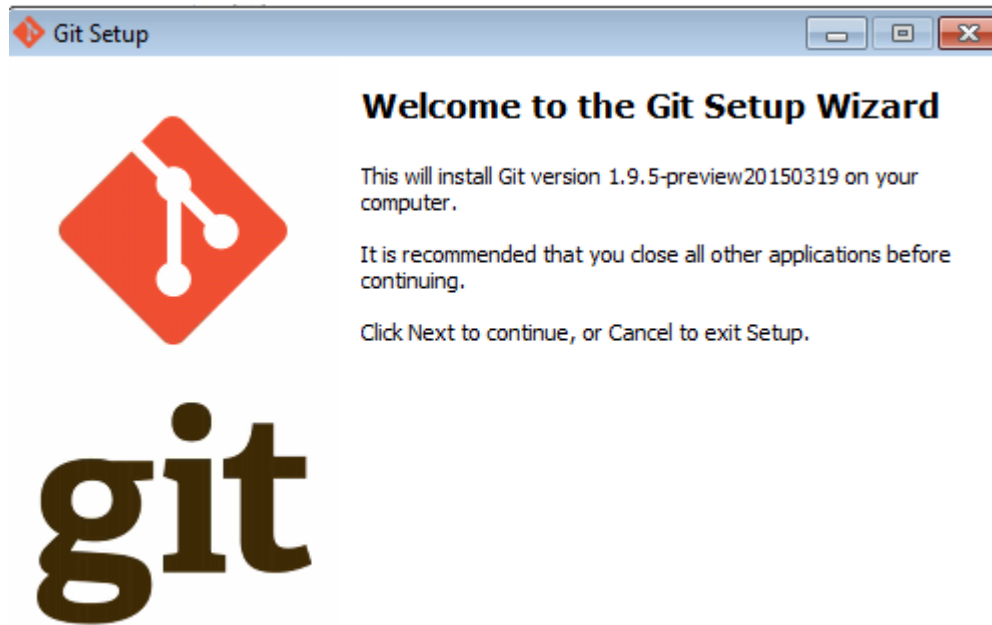 Git Setup
Welcome to the Git Setup Wizard
This will install Git version 1.9.5-preview20150319 on your
computer.
It is recommended that you close all other applications before
continuing.
Click Next to continue, or Cancel to exit Setup.
git